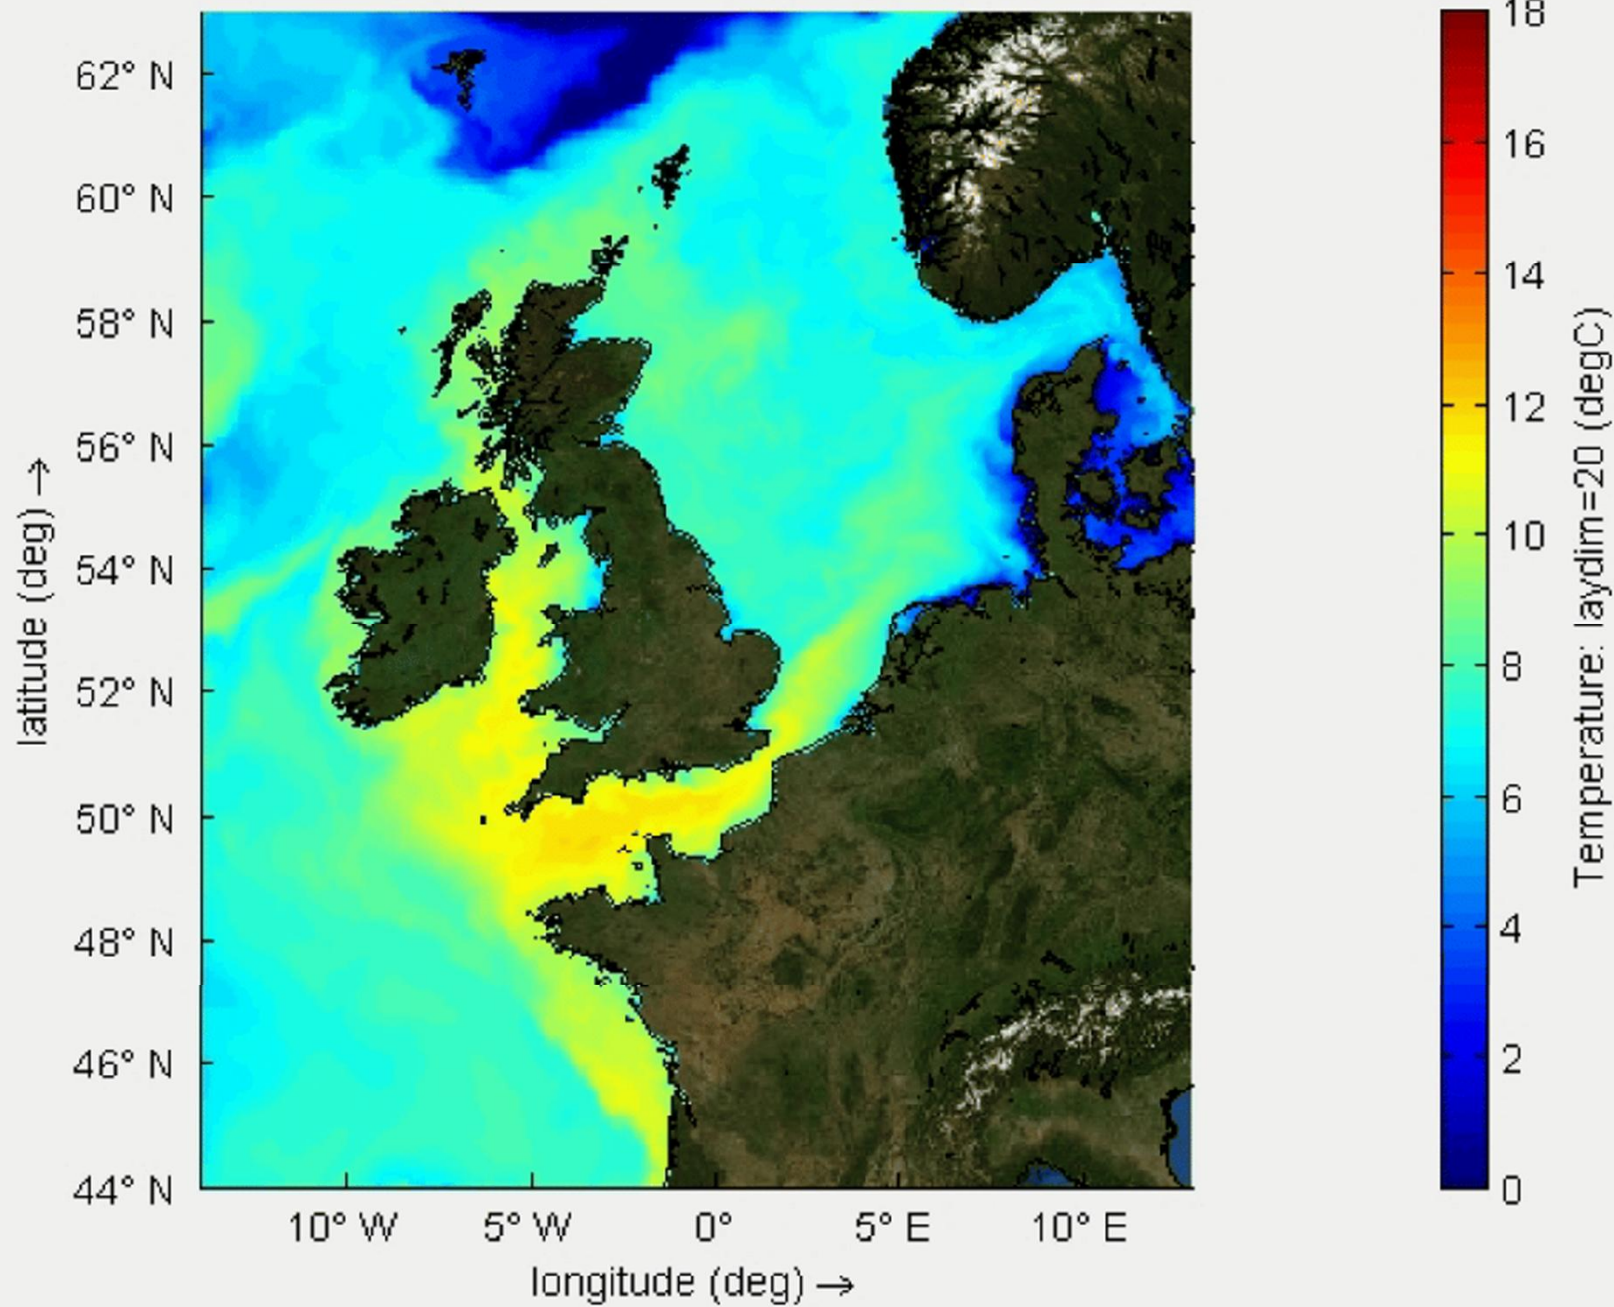 62° N
60° N
58° N
56° N
54° N
52° N
50° N
48° N
46° N
44° N
latitude (deg) →
10° W
5° W
0°
5° E
10° E
longitude (deg) →
18
16
14
12
10
8
6
4
2
0
Temperature: laydim=20 (degC)